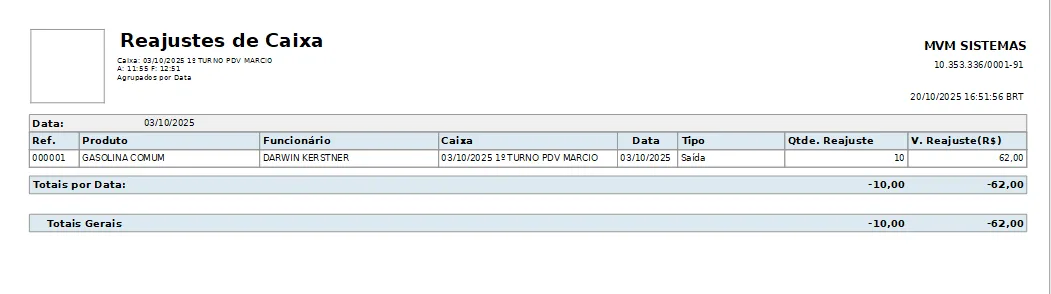 Reajustes de Caixa
MVM SISTEMAS
Caixa: 03/10/2025 1º TURNO PDV MARCIO
10.353.336/0001-91
A: 11:55 F: 12:51
Agrupados por Data
20/10/2025 16:51:56 BRT
Data: 03/10/2025
Ref. Produto Funcionário Caixa Data Tipo Qtde. Reajuste V. Reajuste(R$)
000001 GASOLINA COMUM DARWIN KERSTNER 03/10/2025 1º TURNO PDV MARCIO 03/10/2025 Saída 10 62,00
Totais por Data: -10,00 -62,00
Totais Gerais -10,00 -62,00